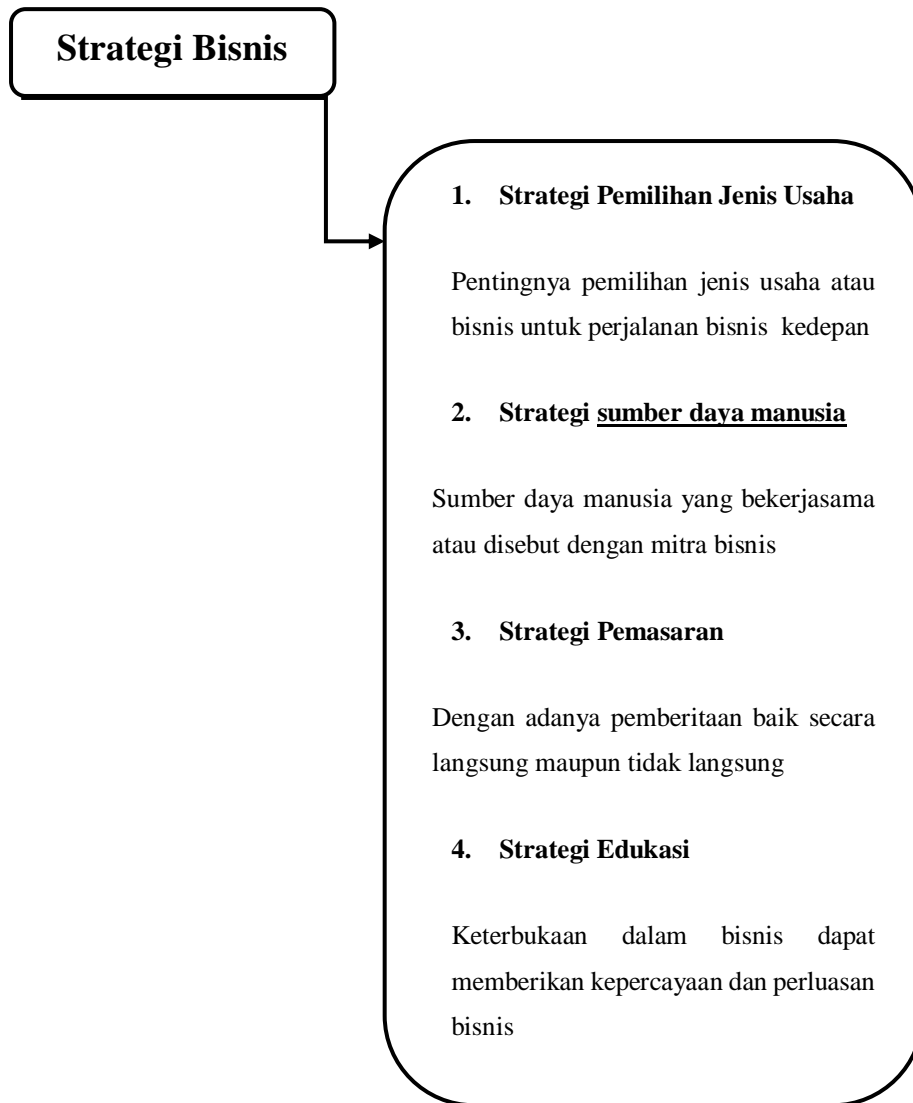 Strategi Bisnis
1. Strategi Pemilihan Jenis Usaha
Pentingnya pemilihan jenis usaha atau
bisnis untuk perjalanan bisnis kedepan
2. Strategi sumber daya manusia
Sumber daya manusia yang bekerjasama
atau disebut dengan mitra bisnis
3. Strategi Pemasaran
Dengan adanya pemberitaan baik secara
langsung maupun tidak langsung
4. Strategi Edukasi
Keterbukaan dalam bisnis dapat
memberikan kepercayaan dan perluasan
bisnis